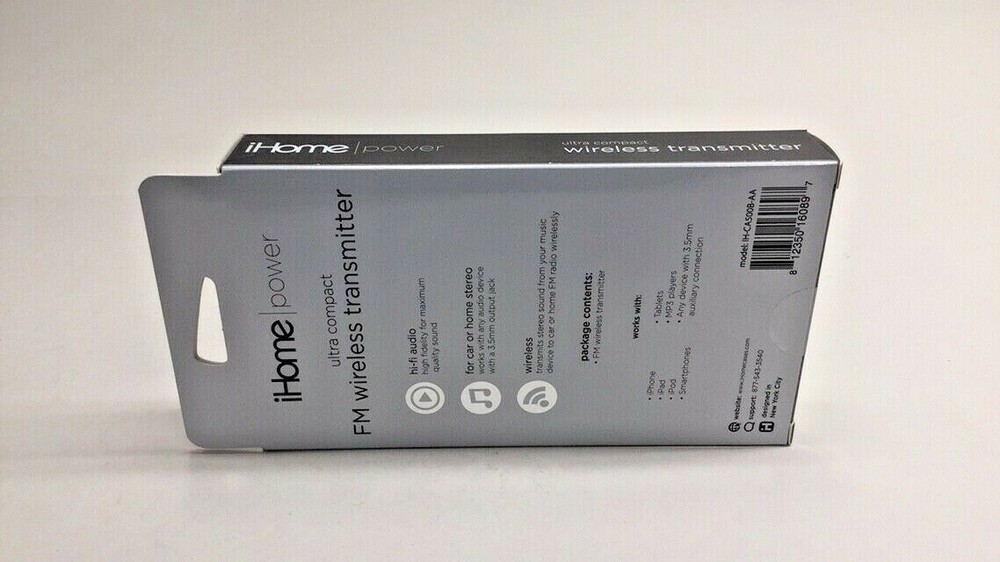 iHome | power
ultra compact
wireless transmitter
iHome | power
ultra compact
FM wireless transmitter
hi-fi audio
high fidelity for maximum
quality sound
for car or home stereo
works with any audio device
with a 3.5mm output jack
wireless
transmits stereo sound from your music
device to car or home FM radio wirelessly
package contents:
• FM wireless transmitter
works with:
• iPhone
• iPad
• iPod
• Smartphones
• Tablets
• MP3 players
• Any device with 3.5mm
auxiliary connection
website: www.ihomecases.com
support: 877-543-3540
designed in
New York City
model: IH-CA500B-AA
8 12350 16089 7